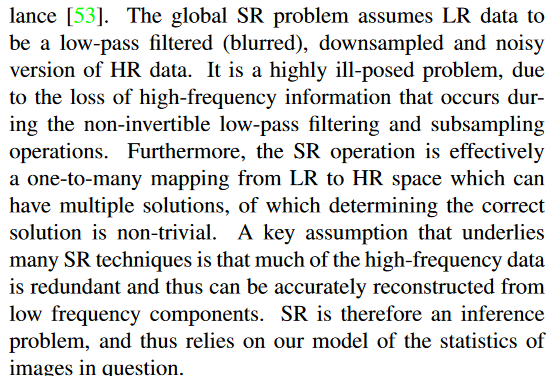 lance [53]. The global SR problem assumes LR data to
be a low-pass filtered (blurred), downsampled and noisy
version of HR data. It is a highly ill-posed problem, due
to the loss of high-frequency information that occurs dur-
ing the non-invertible low-pass filtering and subsampling
operations. Furthermore, the SR operation is effectively
a one-to-many mapping from LR to HR space which can
have multiple solutions, of which determining the correct
solution is non-trivial. A key assumption that underlies
many SR techniques is that much of the high-frequency data
is redundant and thus can be accurately reconstructed from
low frequency components. SR is therefore an inference
problem, and thus relies on our model of the statistics of
images in question.